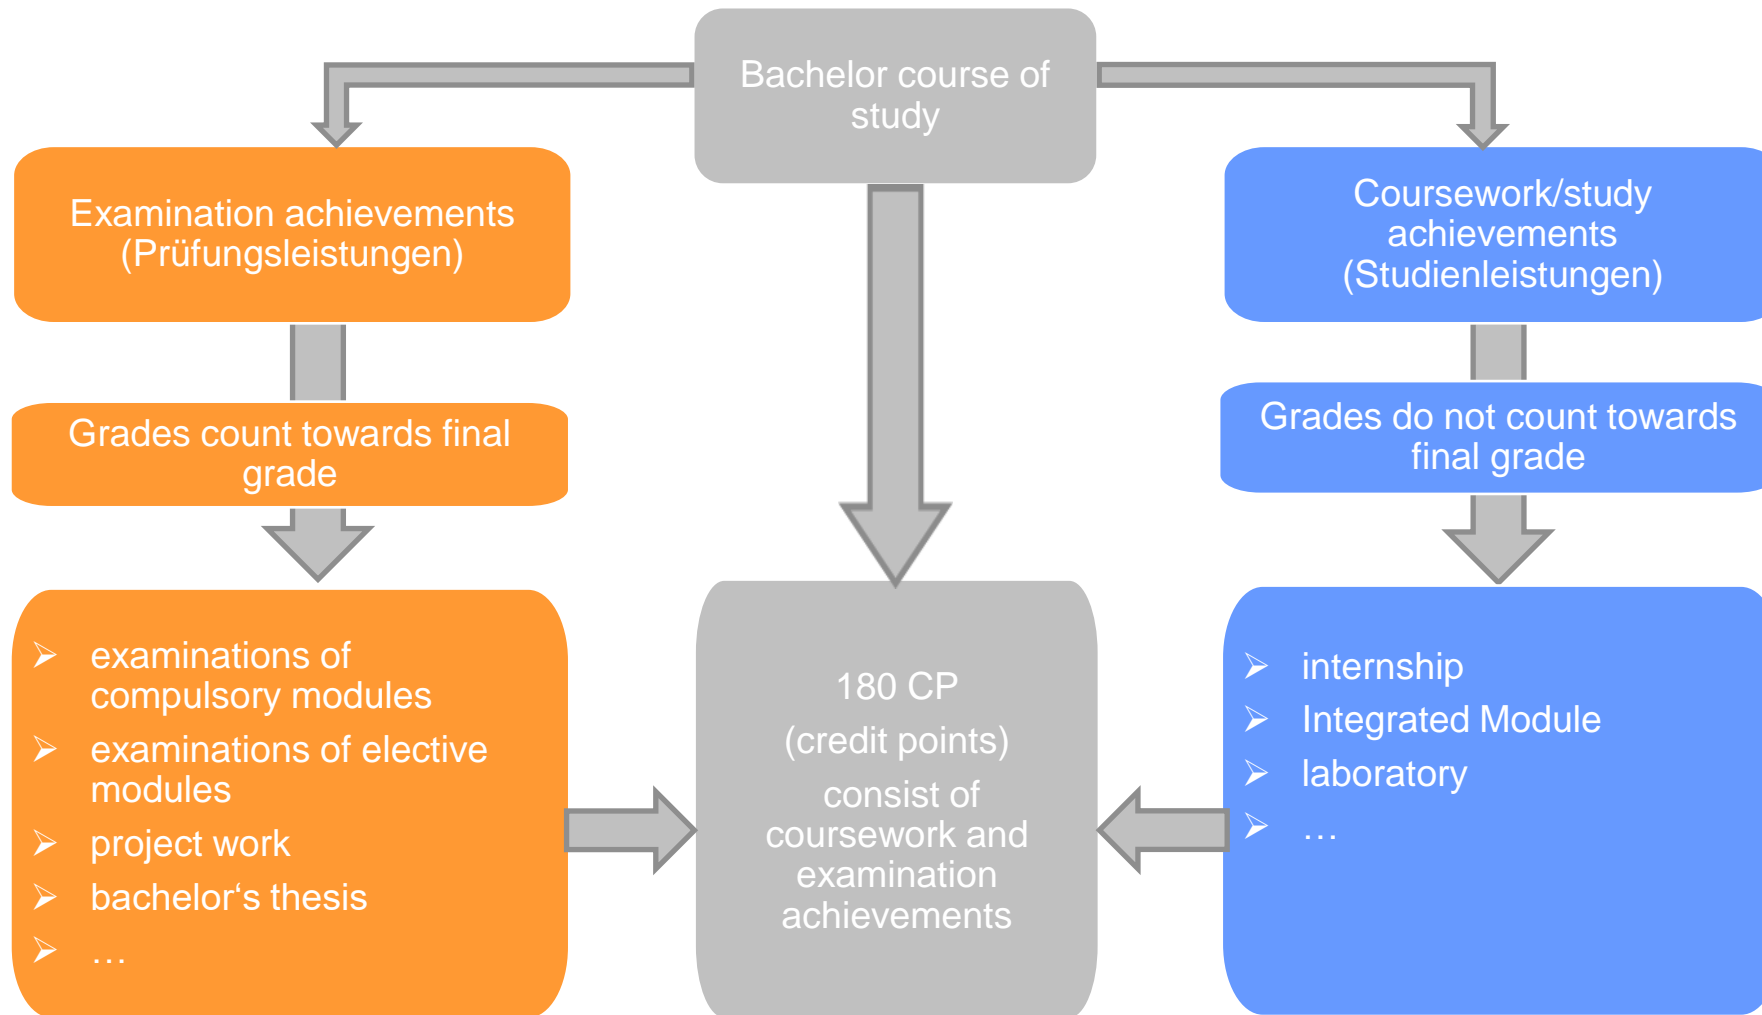 Bachelor course of
study
Examination achievements
(Prüfungsleistungen)
Coursework/study
achievements
(Studienleistungen)
Grades count towards final
grade
Grades do not count towards
final grade
➢ examinations of
compulsory modules
➢ examinations of elective
modules
➢ project work
➢ bachelor‘s thesis
➢ …
180 CP
(credit points)
consist of
coursework and
examination
achievements
➢ internship
➢ Integrated Module
➢ laboratory
➢ …